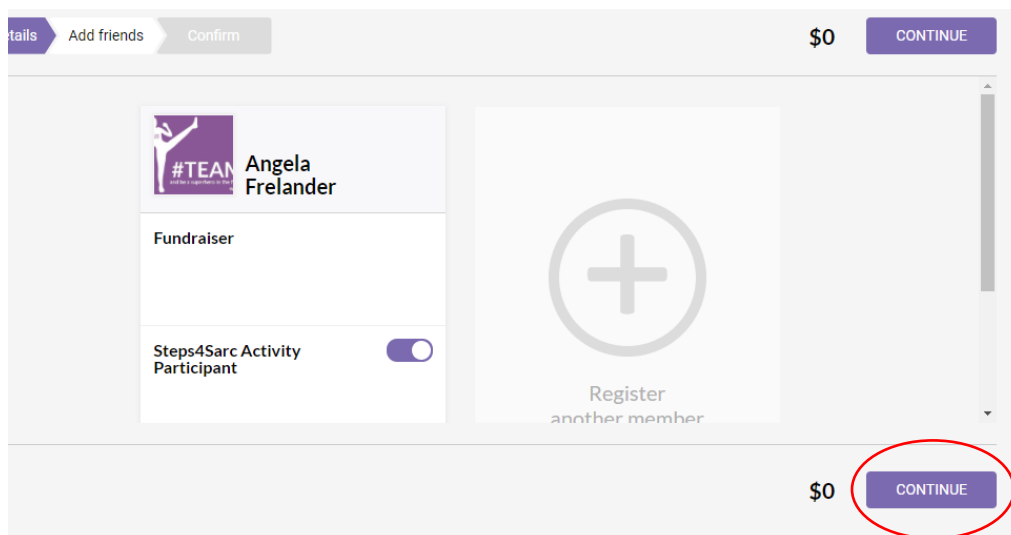 tails Add friends Confirm $0 CONTINUE
#TEAM
Angela
Frelander
Fundraiser
Steps4Sarc Activity
Participant
Register
another member
$0 CONTINUE